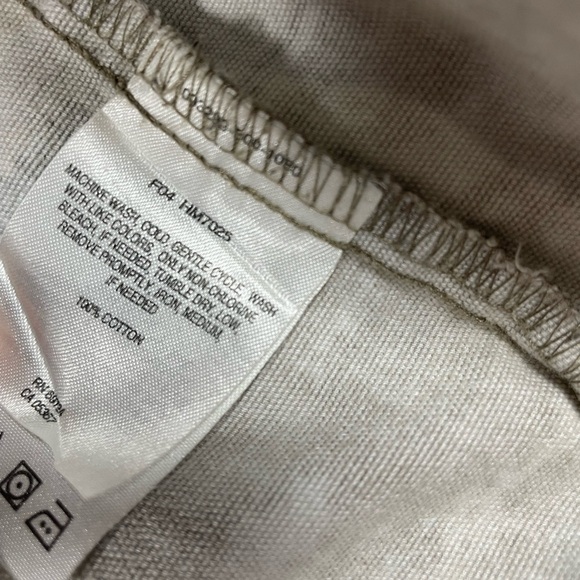 F04 HM7025
MACHINE WASH COLD, GENTLE CYCLE, WASH
WITH LIKE COLORS, ONLY NON-CHLORINE
BLEACH, IF NEEDED, TUMBLE DRY, LOW,
REMOVE PROMPTLY, IRON, MEDIUM,
IF NEEDED
100% COTTON
RN
CA 05367